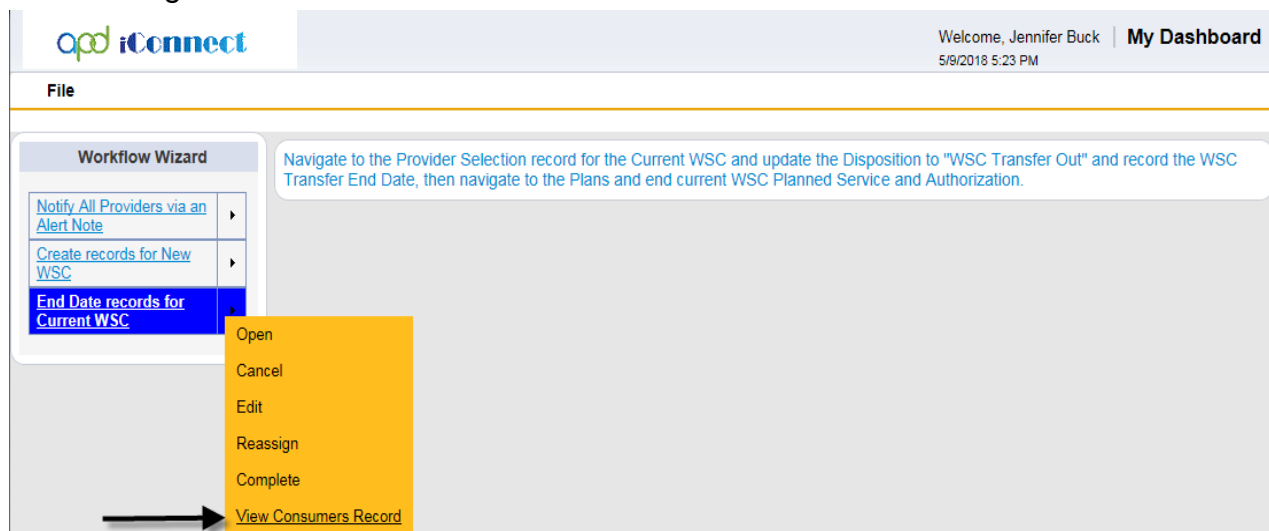 apd iConnect
Welcome, Jennifer Buck | My Dashboard
5/9/2018 5:23 PM
File
Workflow Wizard
Notify All Providers via an
Alert Note
Create records for New
WSC
End Date records for
Current WSC
Navigate to the Provider Selection record for the Current WSC and update the Disposition to "WSC Transfer Out" and record the WSC
Transfer End Date, then navigate to the Plans and end current WSC Planned Service and Authorization.
Open
Cancel
Edit
Reassign
Complete
View Consumers Record